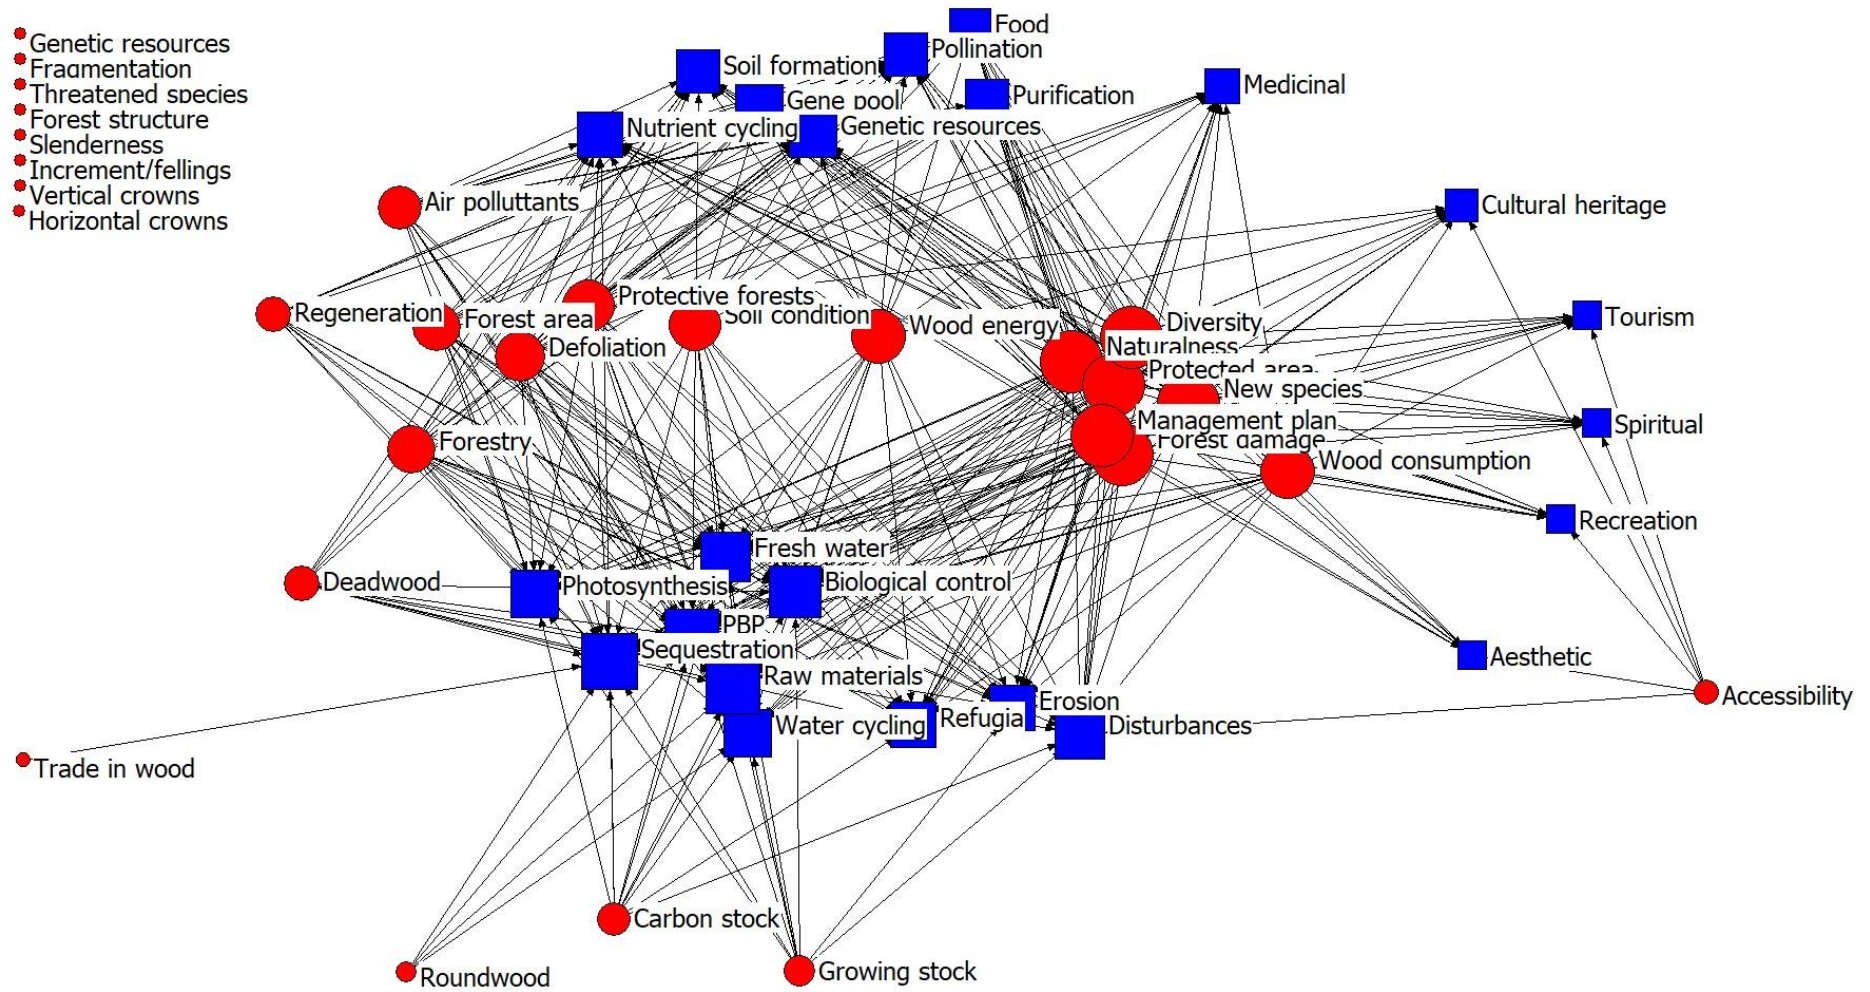 Genetic resources
Fragmentation
Threatened species
Forest structure
Slenderness
Increment/fellings
Vertical crowns
Horizontal crowns
Food
Pollination
Soil formation
Medicinal
Gene pool
Purification
Nutrient cycling
Genetic resources
Air pollutants
Cultural heritage
Protective forests
Regeneration
Forest area
Soil condition
Wood energy
Diversity
Tourism
Defoliation
Naturalness
Protected area
New species
Management plan
Spiritual
Forestry
Forest damage
Wood consumption
Recreation
Fresh water
Deadwood
Photosynthesis
Biological control
PBP
Sequestration
Aesthetic
Raw materials
Accessibility
Erosion
Refugia
Water cycling
Disturbances
Trade in wood
Carbon stock
Roundwood
Growing stock